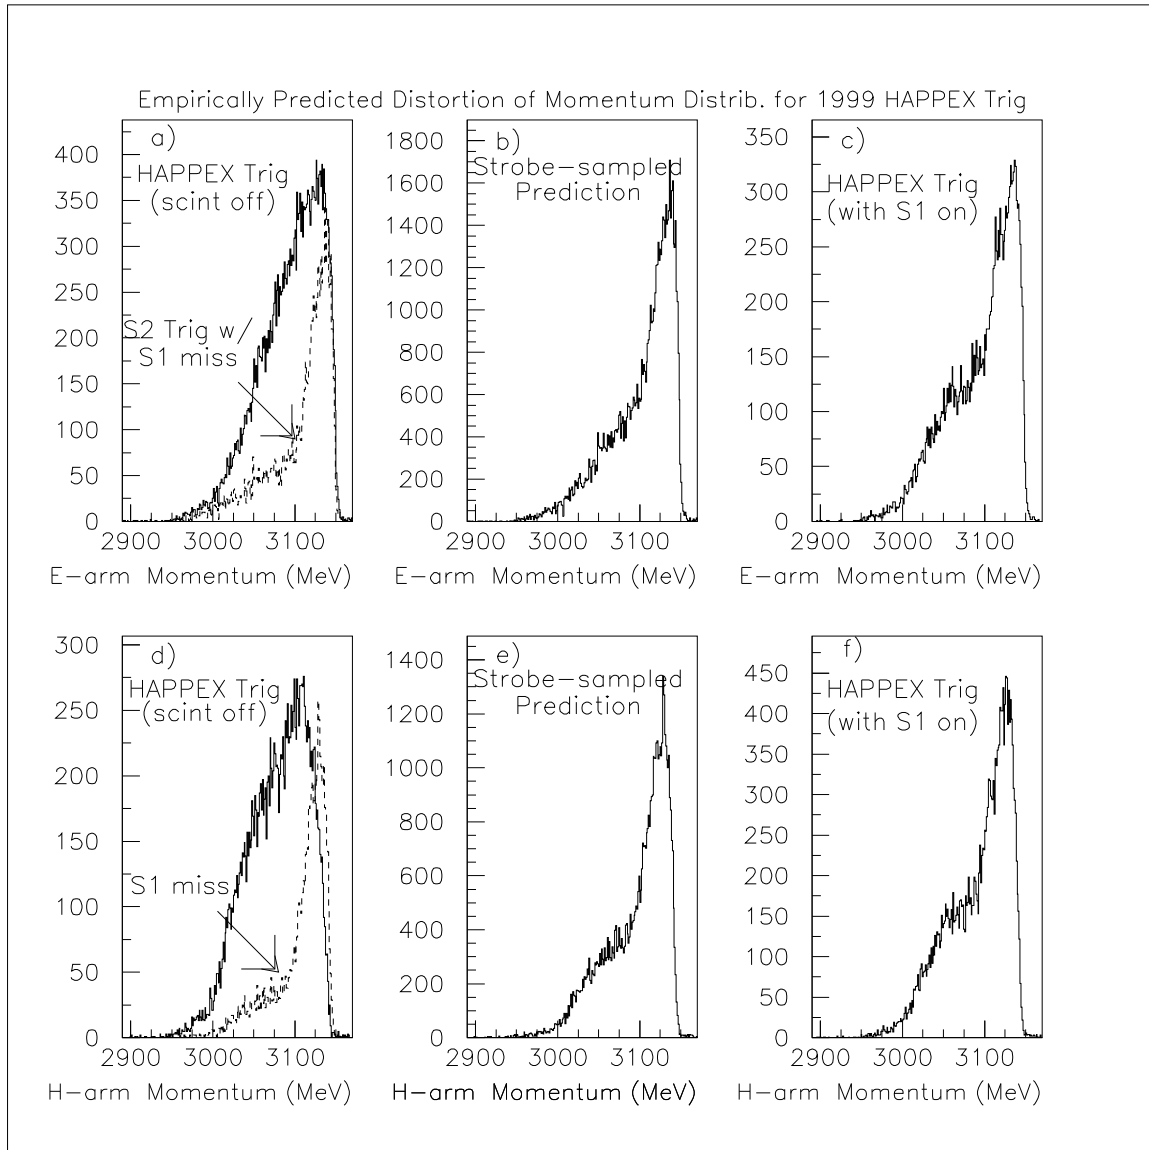 Empirically Predicted Distortion of Momentum Distrib. for 1999 HAPPEX Trig
a)
HAPPEX Trig
(scint off)
S2 Trig w/
S1 miss
400
350
300
250
200
150
100
50
0
2900 3000 3100
E-arm Momentum (MeV)
b)
Strobe-sampled
Prediction
1800
1600
1400
1200
1000
800
600
400
200
0
2900 3000 3100
E-arm Momentum (MeV)
c)
HAPPEX Trig
(with S1 on)
350
300
250
200
150
100
50
0
2900 3000 3100
E-arm Momentum (MeV)
d)
HAPPEX Trig
(scint off)
S1 miss
300
250
200
150
100
50
0
2900 3000 3100
H-arm Momentum (MeV)
e)
Strobe-sampled
Prediction
1400
1200
1000
800
600
400
200
0
2900 3000 3100
H-arm Momentum (MeV)
f)
HAPPEX Trig
(with S1 on)
450
400
350
300
250
200
150
100
50
0
2900 3000 3100
H-arm Momentum (MeV)